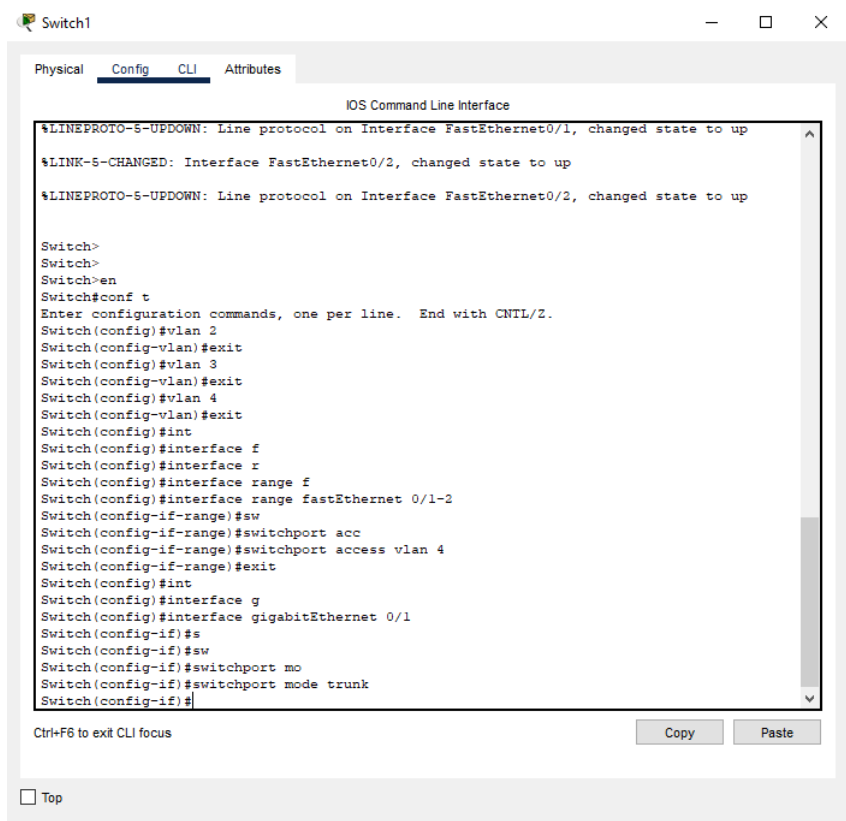 Switch1
Physical Config CLI Attributes
IOS Command Line Interface
%LINEPROTO-5-UPDOWN: Line protocol on Interface FastEthernet0/1, changed state to up
%LINK-5-CHANGED: Interface FastEthernet0/2, changed state to up
%LINEPROTO-5-UPDOWN: Line protocol on Interface FastEthernet0/2, changed state to up
Switch>
Switch>
Switch>en
Switch#conf t
Enter configuration commands, one per line.  End with CNTL/Z.
Switch(config)#vlan 2
Switch(config-vlan)#exit
Switch(config)#vlan 3
Switch(config-vlan)#exit
Switch(config)#vlan 4
Switch(config-vlan)#exit
Switch(config)#int
Switch(config)#interface f
Switch(config)#interface r
Switch(config)#interface range f
Switch(config)#interface range fastEthernet 0/1-2
Switch(config-if-range)#sw
Switch(config-if-range)#switchport acc
Switch(config-if-range)#switchport access vlan 4
Switch(config-if-range)#exit
Switch(config)#int
Switch(config)#interface g
Switch(config)#interface gigabitEthernet 0/1
Switch(config-if)#s
Switch(config-if)#sw
Switch(config-if)#switchport mo
Switch(config-if)#switchport mode trunk
Switch(config-if)#
Ctrl+F6 to exit CLI focus
Copy Paste
Top